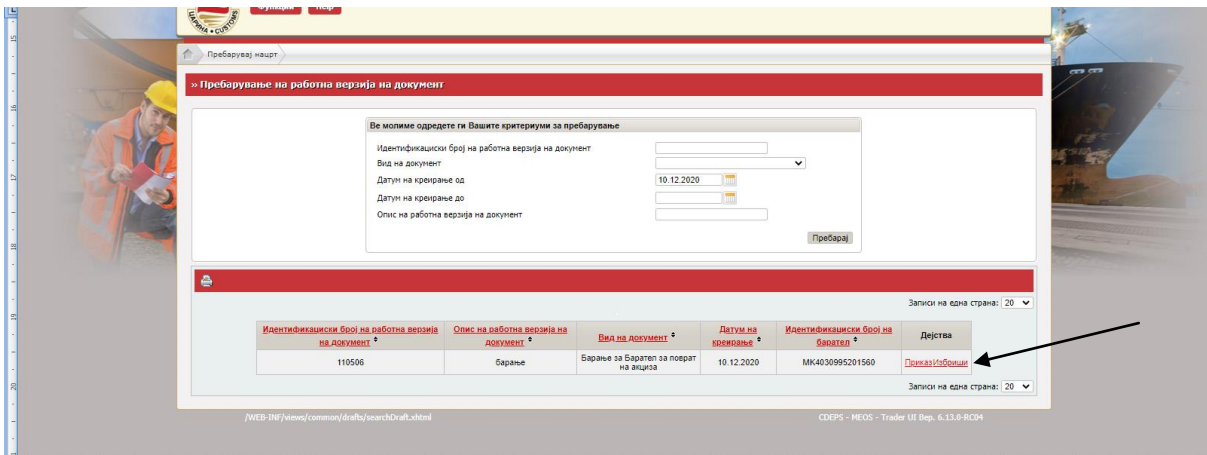 ЦАРИНА • CUSTOMS
Функции Help
Пребарувај нацрт
» Пребарување на работна верзија на документ
Ве молиме одредете ги Вашите критериуми за пребарување
Идентификациски број на работна верзија на документ
Вид на документ
Датум на креирање од 10.12.2020
Датум на креирање до
Опис на работна верзија на документ
Пребарај
Записи на една страна: 20
Идентификациски број на работна верзија на документ Опис на работна верзија на документ Вид на документ Датум на креирање Идентификациски број на барател Дејства
110506 барање Барање за Барател за поврат на акциза 10.12.2020 MK4030995201560 ПриказИзбриши
Записи на една страна: 20
/WEB-INF/views/common/drafts/searchDraft.xhtml CDEPS - MEOS - Trader UI Вер. 6.13.0-RC04